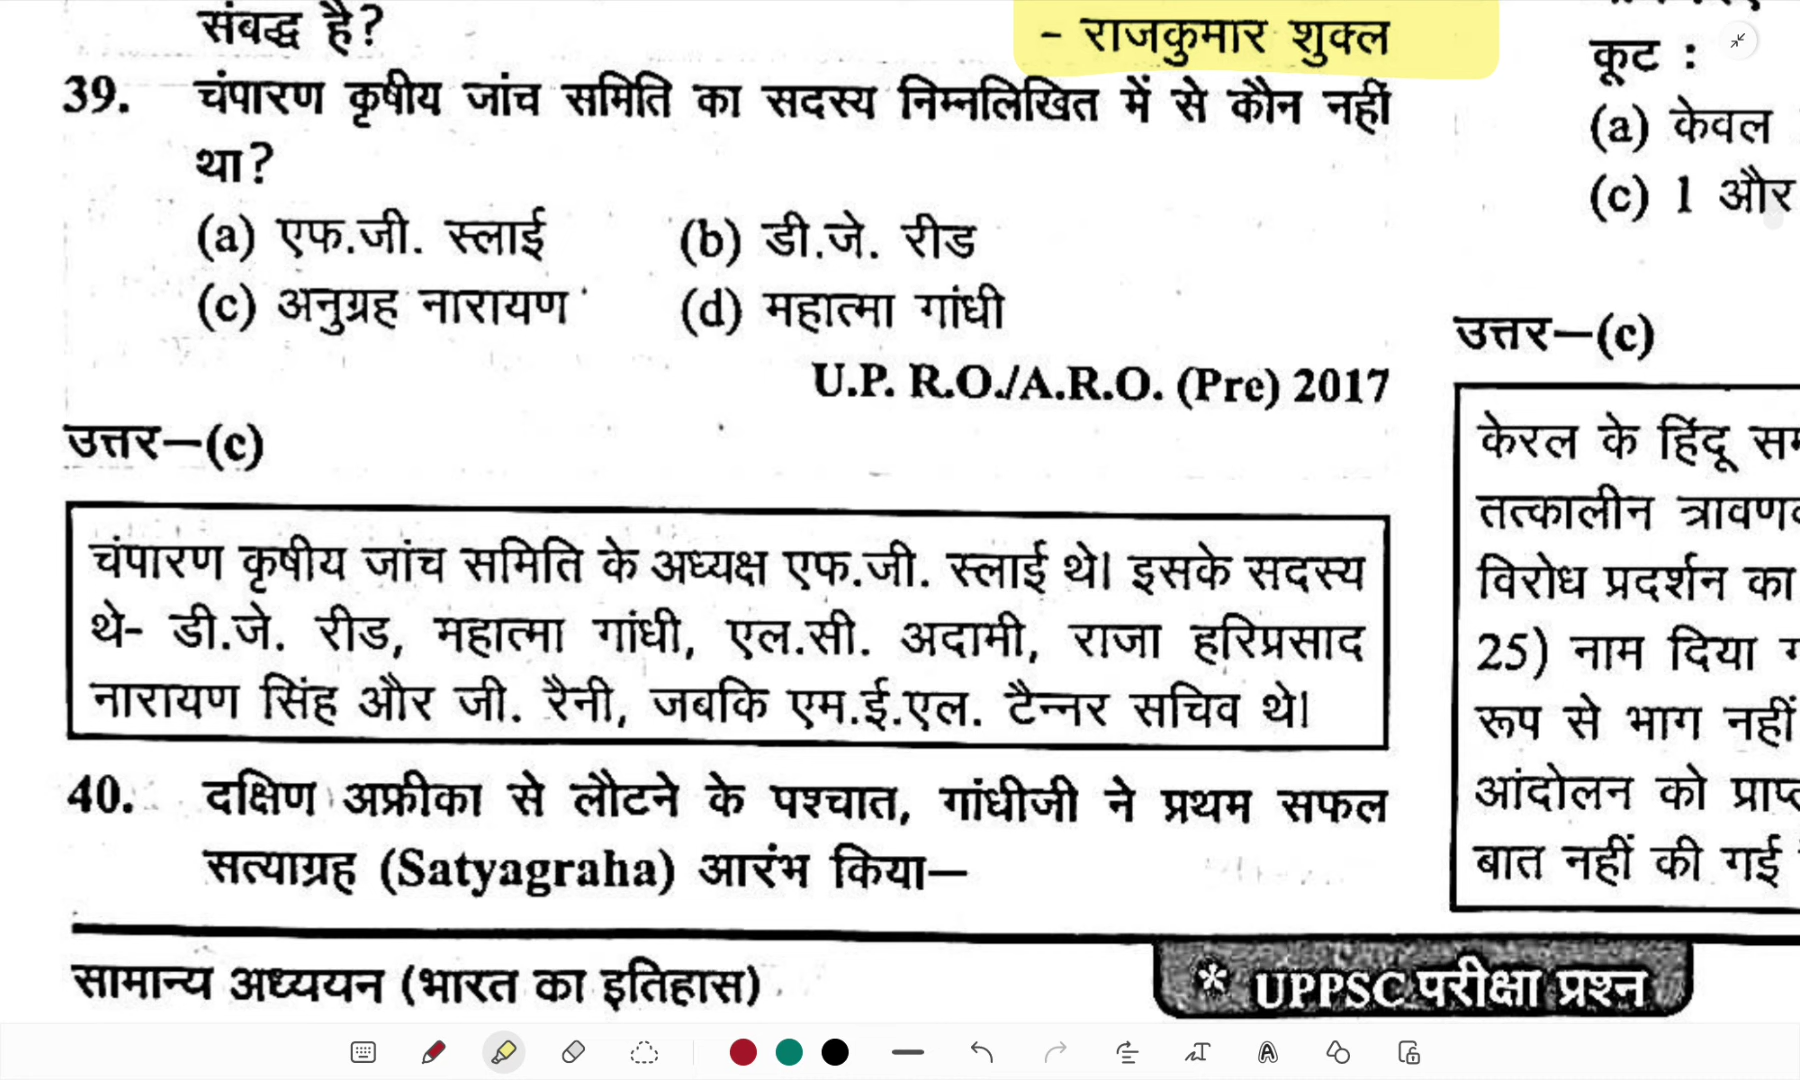 संबद्ध है?
- राजकुमार शुक्ल
39. चंपारण कृषीय जांच समिति का सदस्य निम्नलिखित में से कौन नहीं
था?
(a) एफ.जी. स्लाई (b) डी.जे. रीड
(c) अनुग्रह नारायण (d) महात्मा गांधी
U.P. R.O./A.R.O. (Pre) 2017
उत्तर—(c)
चंपारण कृषीय जांच समिति के अध्यक्ष एफ.जी. स्लाई थे। इसके सदस्य
थे- डी.जे. रीड, महात्मा गांधी, एल.सी. अदामी, राजा हरिप्रसाद
नारायण सिंह और जी. रैनी, जबकि एम.ई.एल. टैन्नर सचिव थे।
40. दक्षिण अफ्रीका से लौटने के पश्चात, गांधीजी ने प्रथम सफल
सत्याग्रह (Satyagraha) आरंभ किया—
कूट :
(a) केवल
(c) 1 और
उत्तर—(c)
केरल के हिंदू
तत्कालीन
विरोध प्रदर्शन का
25) नाम दिया
रूप से भाग नहीं
आंदोलन को
बात नहीं की गई
सामान्य अध्ययन (भारत का इतिहास)
* UPPSC परीक्षा प्रश्न